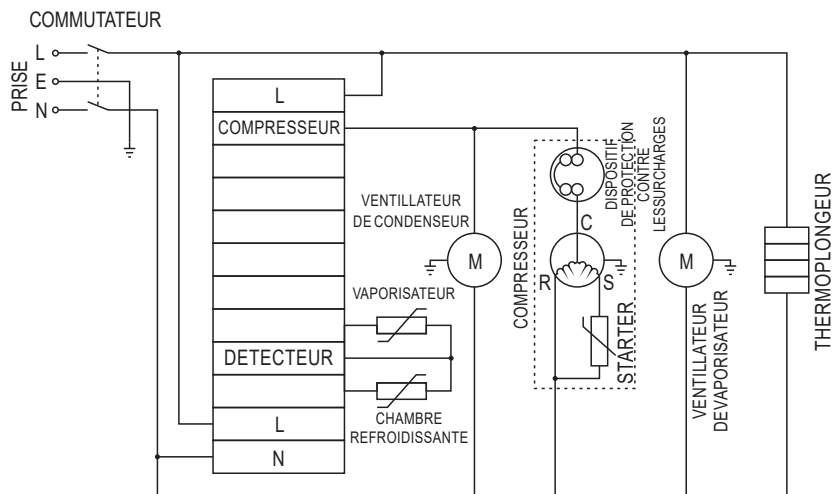 COMMUTATEUR
PRISE
L
E
N
L
COMPRESSEUR
DETECTEUR
L
N
VENTILLATEUR
DE CONDENSEUR
M
VAPORISATEUR
CHAMBRE
REFROIDISSANTE
COMPRESSEUR
DISPOSITIF
DE PROTECTION
CONTRE
LESSURCHARGES
C
R
S
STARTER
M
VENTILLATEUR
DEVAPORISATEUR
THERMOPLONGEUR